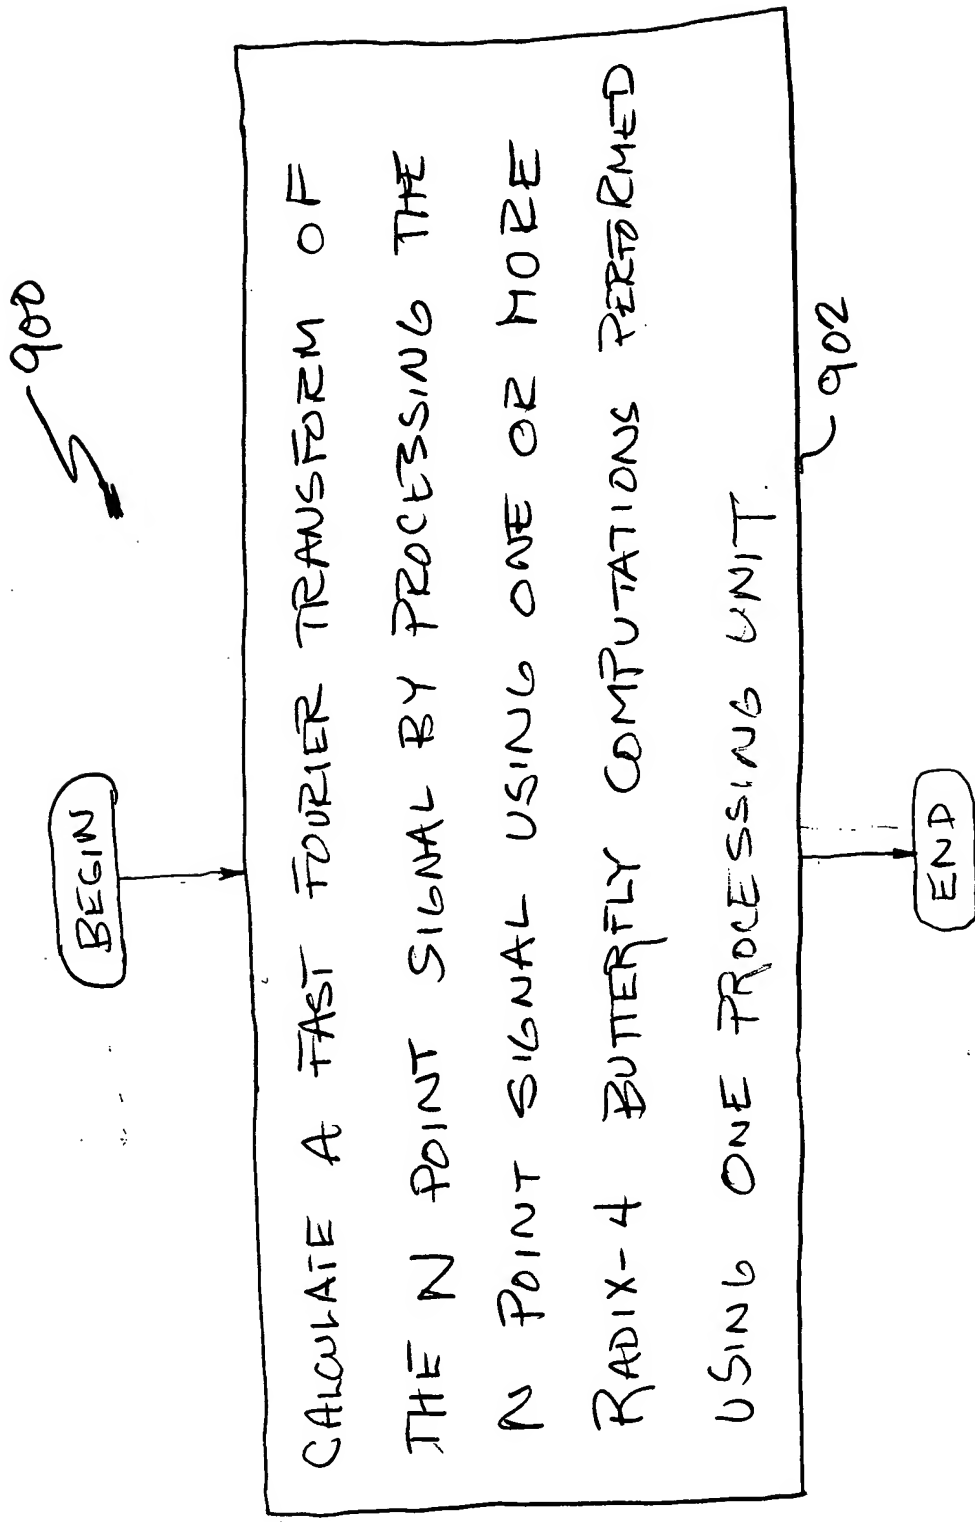 900
BEGIN
CALCULATE A FAST FOURIER TRANSFORM OF
THE N POINT SIGNAL BY PROCESSING THE
N POINT SIGNAL USING ONE OR MORE
RADIX-4 BUTTERFLY COMPUTATIONS PERFORMED
USING ONE PROCESSING UNIT.
902
END